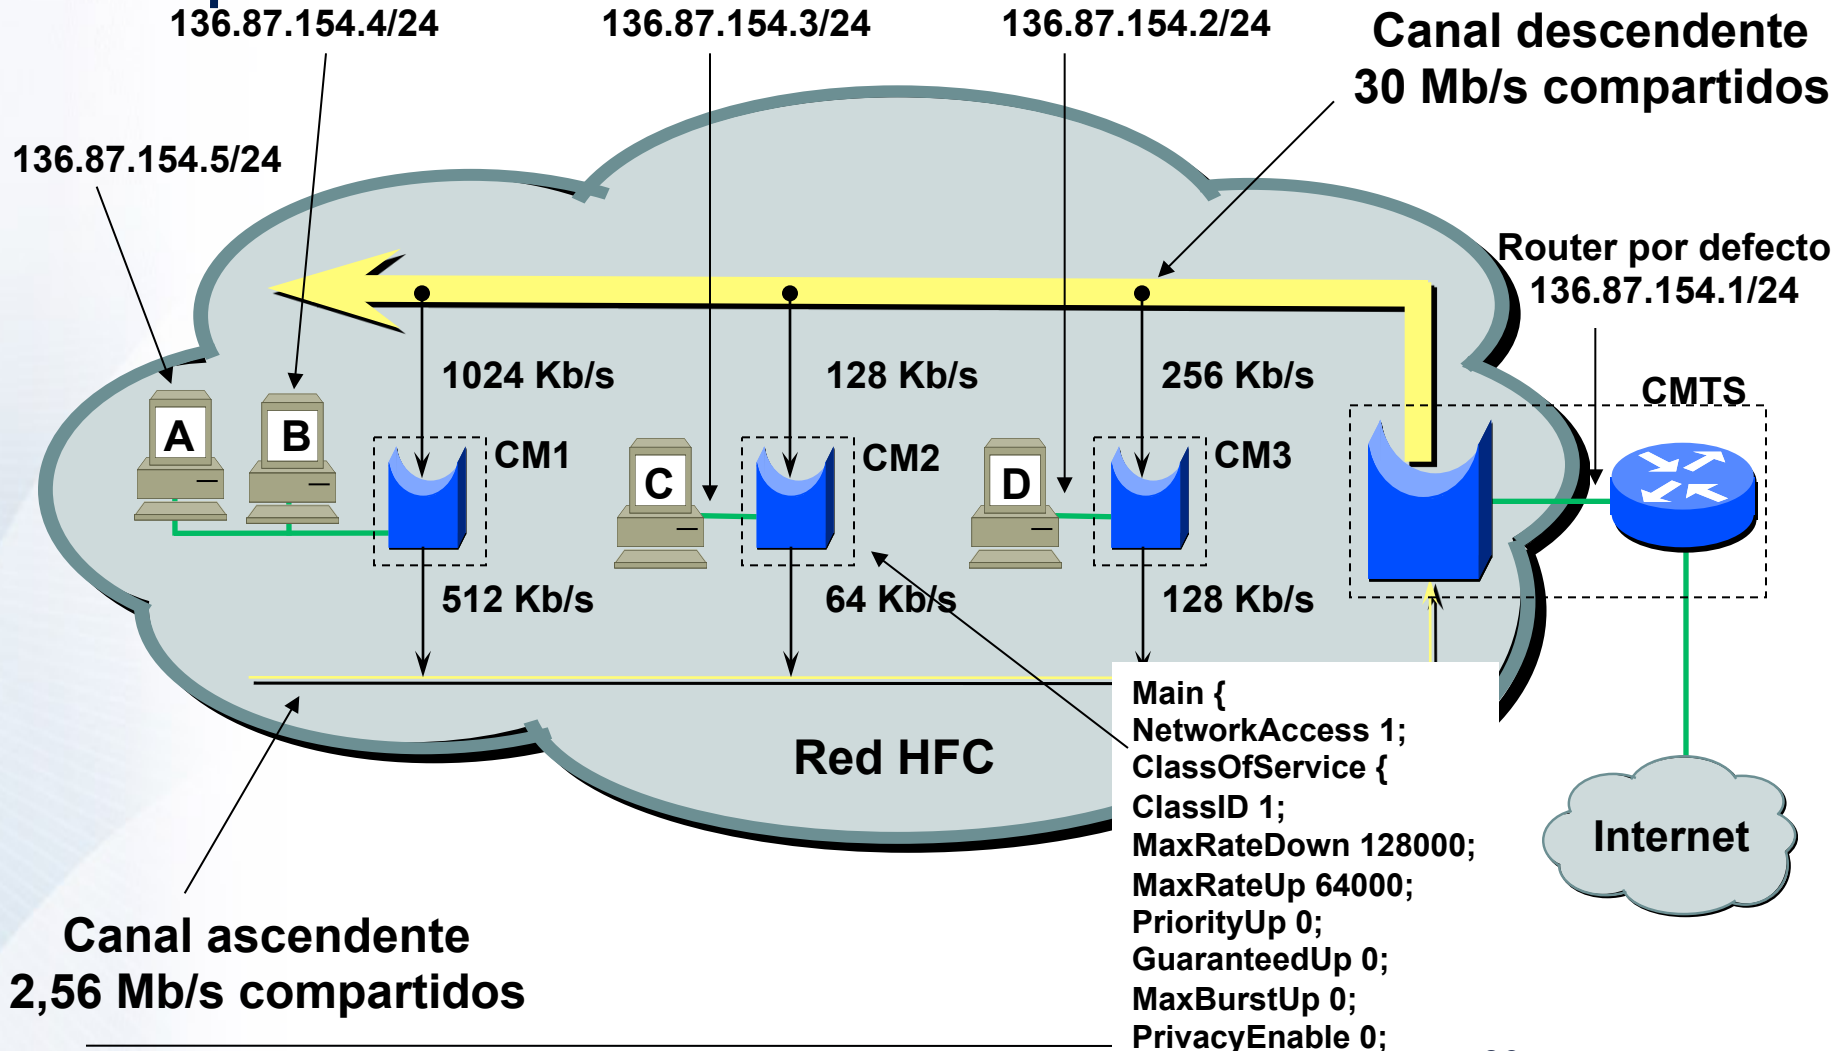 136.87.154.4/24
136.87.154.3/24
136.87.154.2/24
Canal descendente
30 Mb/s compartidos
136.87.154.5/24
Router por defecto
136.87.154.1/24
1024 Kb/s
128 Kb/s
256 Kb/s
CMTS
A
B
CM1
C
CM2
D
CM3
512 Kb/s
64 Kb/s
128 Kb/s
Red HFC
Main {
NetworkAccess 1;
ClassOfService {
ClassID 1;
MaxRateDown 128000;
MaxRateUp 64000;
PriorityUp 0;
GuaranteedUp 0;
MaxBurstUp 0;
PrivacyEnable 0;
Internet
Canal ascendente
2,56 Mb/s compartidos